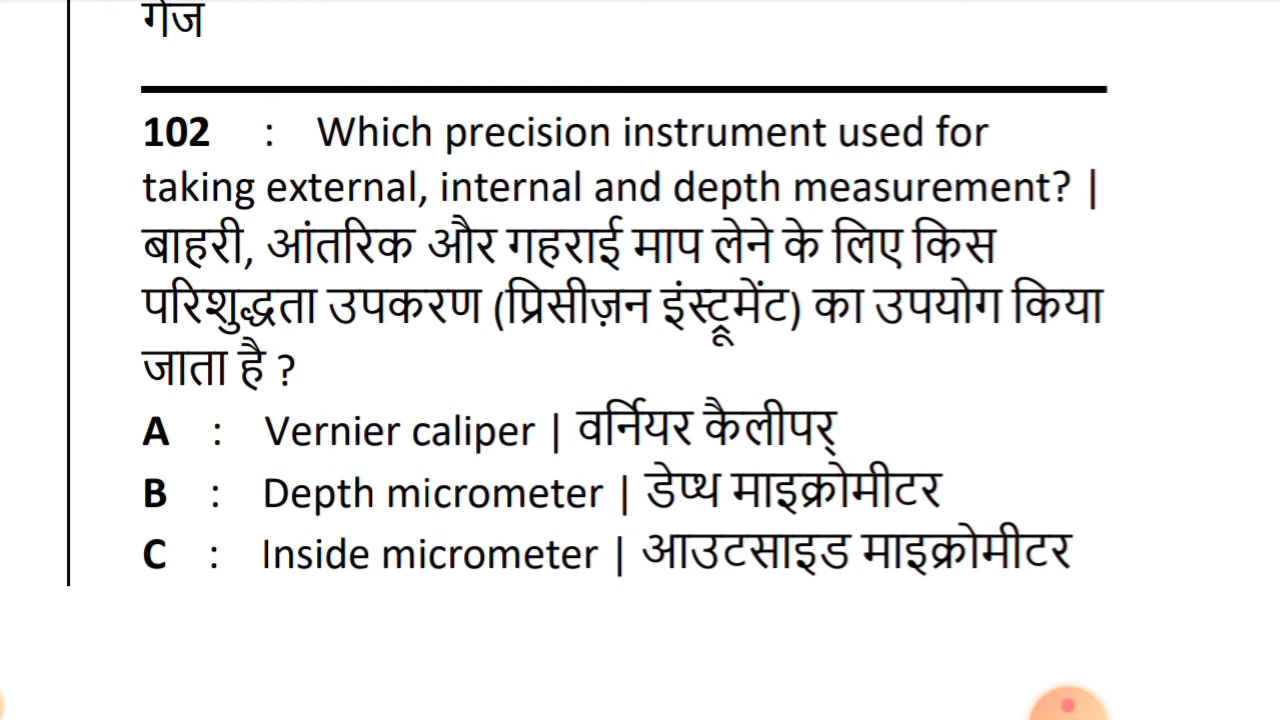 गेज
102 : Which precision instrument used for
taking external, internal and depth measurement? |
बाहरी, आंतरिक और गहराई माप लेने के लिए किस
परिशुद्धता उपकरण (प्रिसीज़न इंस्ट्रूमेंट) का उपयोग किया
जाता है ?
A : Vernier caliper | वर्नियर कैलीपर्
B : Depth micrometer | डेप्थ माइक्रोमीटर
C : Inside micrometer | आउटसाइड माइक्रोमीटर